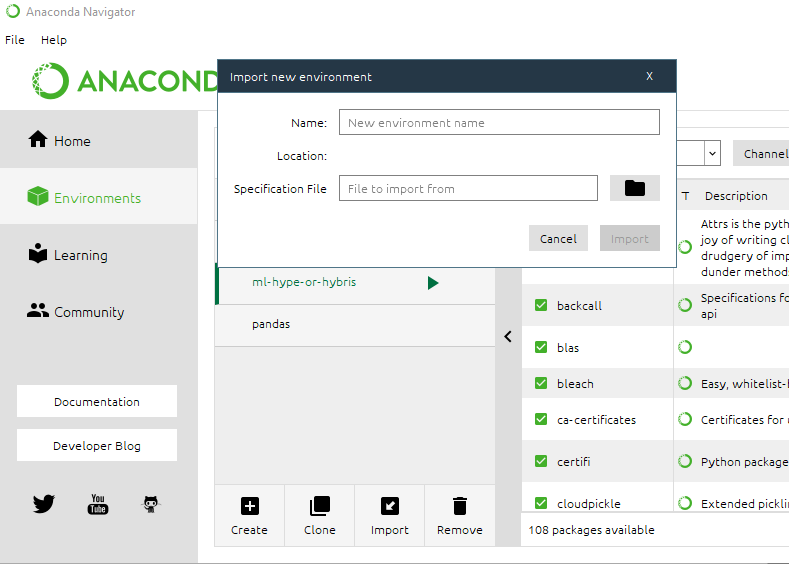 Anaconda Navigator
File Help
ANACOND
Import new environment X
Name: New environment name
Location:
Specification File File to import from
Cancel Import
Home
Environments
Learning
Community
Documentation
Developer Blog
You
Tube
ml-hype-or-hybris
pandas
Create Clone Import Remove
Channel
T Description
Attrs is the pyth
joy of writing cl
drudgery of imp
dunder methods
backcall Specifications fo
api
blas
bleach Easy, whitelist-h
ca-certificates Certificates for
certifi Python package
cloudpickle Extended picklin
108 packages available